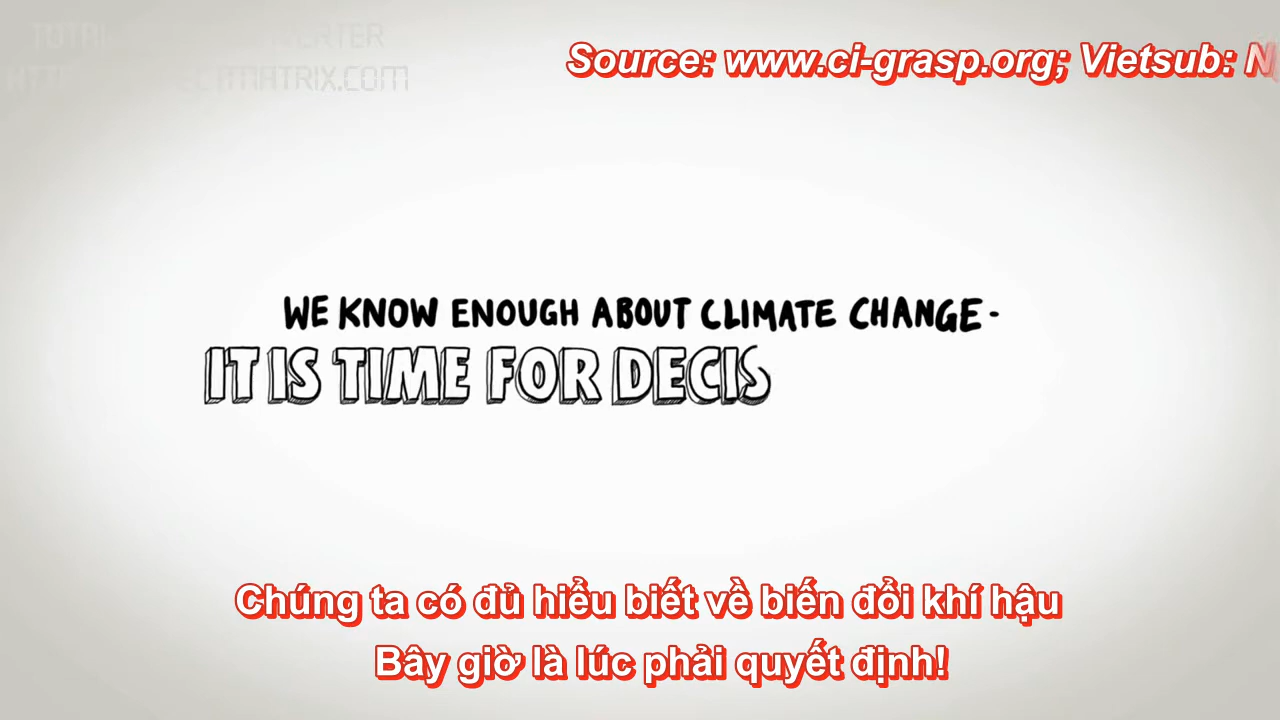 Source: www.ci-grasp.org; Vietsub:
WE KNOW ENOUGH ABOUT CLIMATE CHANGE -
IT IS TIME FOR DECIS
Chúng ta có đủ hiểu biết về biến đổi khí hậu
Bây giờ là lúc phải quyết định!